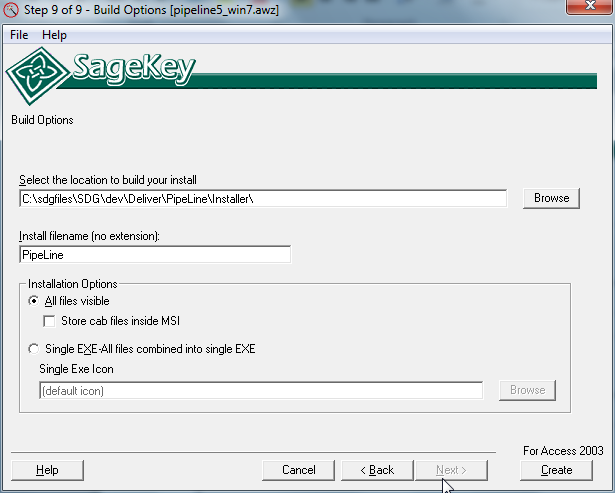 Step 9 of 9 - Build Options [pipeline5_win7.awz]
File Help
SageKey
Build Options
Select the location to build your install
C:\sdgfiles\SDG\dev\Deliver\PipeLine\Installer\
Browse
Install filename (no extension):
PipeLine
Installation Options
All files visible
Store cab files inside MSI
Single EXE-All files combined into single EXE
Single Exe Icon
(default icon)
Browse
For Access 2003
Help
Cancel
< Back
Next >
Create